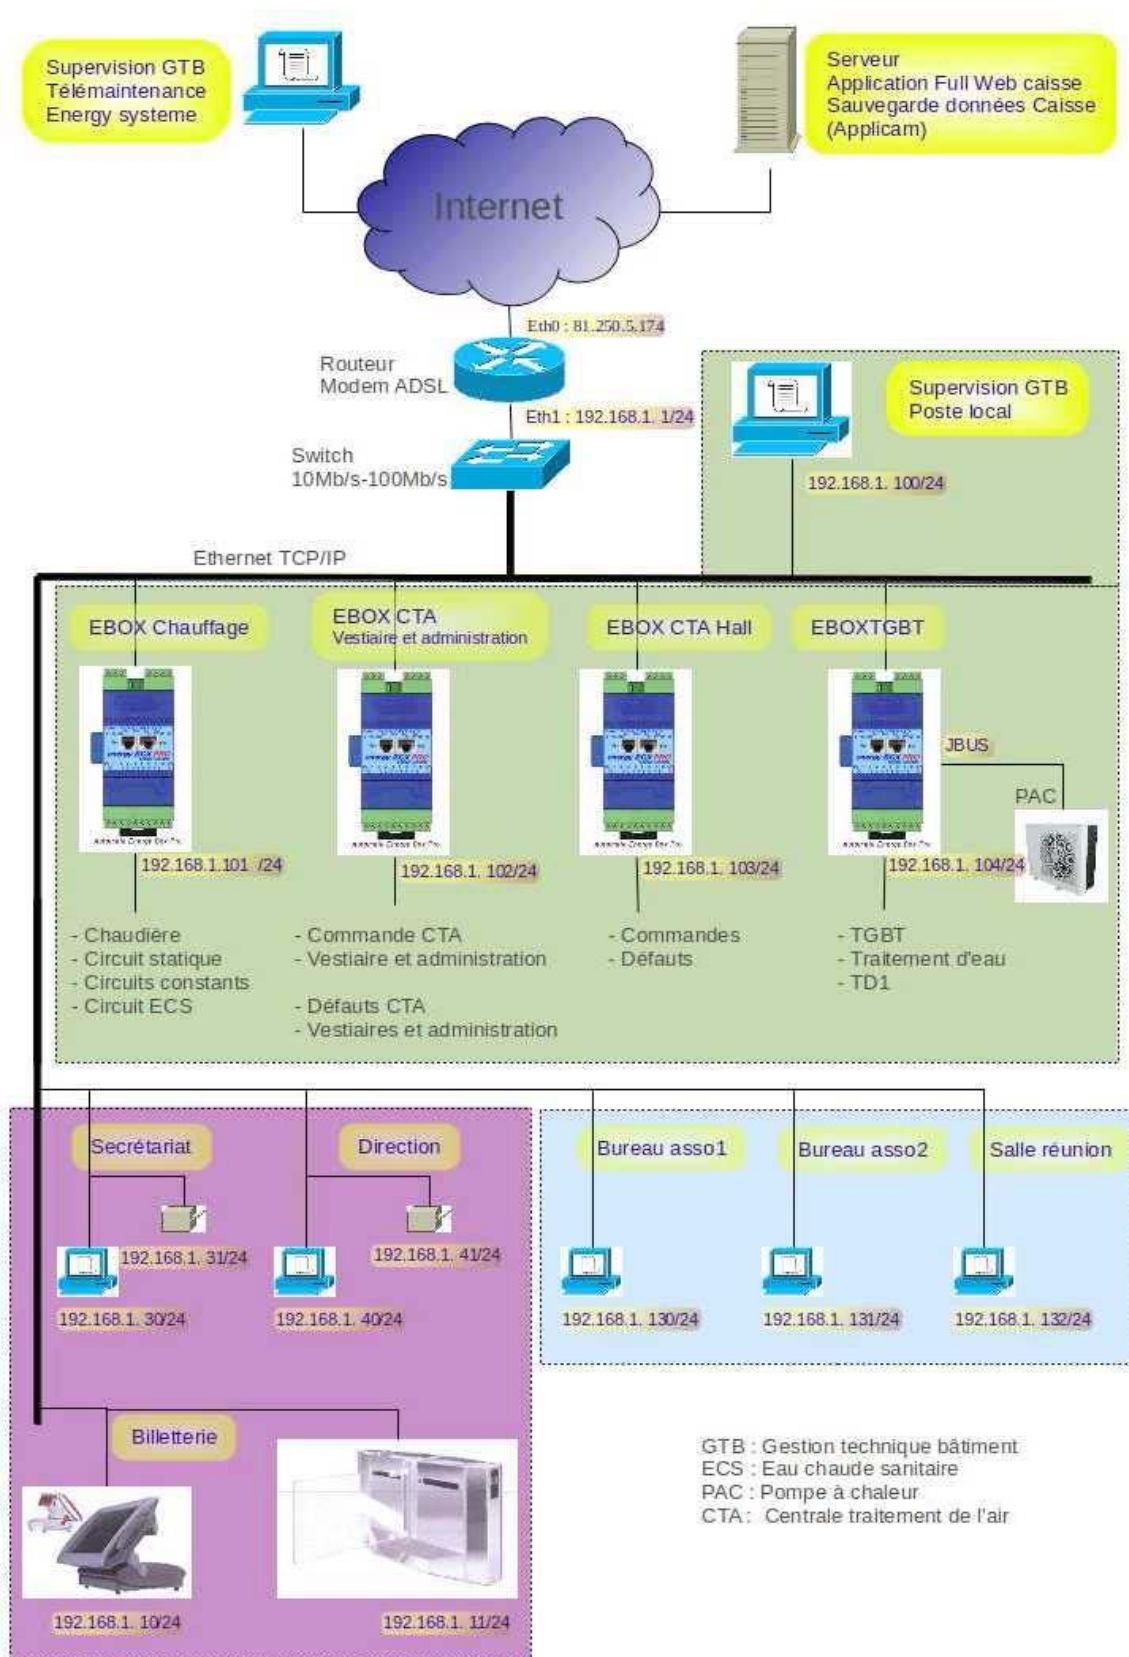 Supervision GTB
Télémaintenance
Energy systeme
Serveur
Application Full Web caisse
Sauvegarde données Caisse
(Applicam)
Internet
Eth0 : 81.250.5.174
Routeur
Modem ADSL
Eth1 : 192.168.1. 1/24
Supervision GTB
Poste local
Switch
10Mb/s-100Mb/s
192.168.1. 100/24
Ethernet TCP/IP
EBOX Chauffage
EBOX CTA
Vestiaire et administration
EBOX CTA Hall
EBOXTGBT
JBUS
PAC
192.168.1.101 /24
192.168.1. 102/24
192.168.1. 103/24
192.168.1. 104/24
- Chaudière
- Circuit statique
- Circuits constants
- Circuit ECS
- Commande CTA
- Vestiaire et administration
- Défauts CTA
- Vestiaires et administration
- Commandes
- Défauts
- TGBT
- Traitement d'eau
- TD1
Secrétariat
Direction
Bureau asso1
Bureau asso2
Salle réunion
192.168.1. 31/24
192.168.1. 41/24
192.168.1. 30/24
192.168.1. 40/24
192.168.1. 130/24
192.168.1. 131/24
192.168.1. 132/24
Billetterie
192.168.1. 10/24
192.168.1. 11/24
GTB : Gestion technique bâtiment
ECS : Eau chaude sanitaire
PAC : Pompe à chaleur
CTA : Centrale traitement de l'air